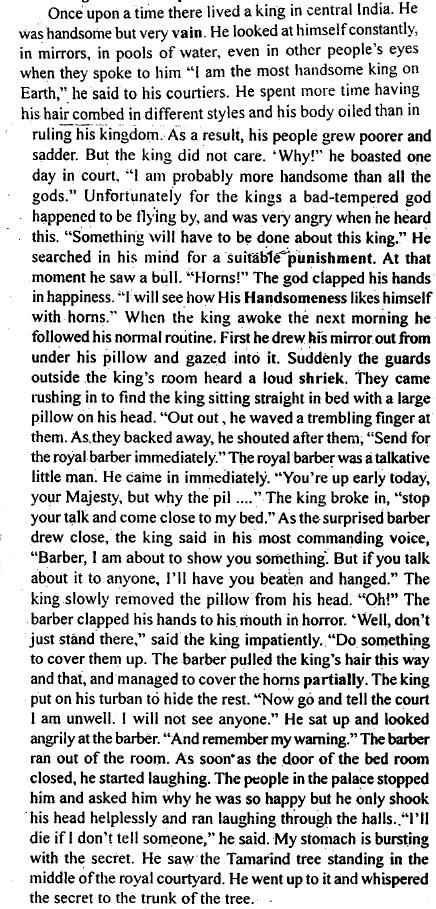 Once upon a time there lived a king in central India. He
was handsome but very vain. He looked at himself constantly,
in mirrors, in pools of water, even in other people's eyes
when they spoke to him "I am the most handsome king on
Earth," he said to his courtiers. He spent more time having
his hair combed in different styles and his body oiled than in
ruling his kingdom. As a result, his people grew poorer and
sadder. But the king did not care. 'Why!" he boasted one
day in court, "I am probably more handsome than all the
gods." Unfortunately for the kings a bad-tempered god
happened to be flying by, and was very angry when he heard
this. "Something will have to be done about this king." He
searched in his mind for a suitable punishment. At that
moment he saw a bull. "Horns!" The god clapped his hands
in happiness. "I will see how His Handsomeness likes himself
with horns." When the king awoke the next morning he
followed his normal routine. First he drew his mirror out from
under his pillow and gazed into it. Suddenly the guards
outside the king's room heard a loud shriek. They came
rushing in to find the king sitting straight in bed with a large
pillow on his head. "Out out, he waved a trembling finger at
them. As they backed away, he shouted after them, "Send for
the royal barber immediately." The royal barber was a talkative
little man. He came in immediately. "You're up early today,
your Majesty, but why the pil ...." The king broke in, "stop
your talk and come close to my bed." As the surprised barber
drew close, the king said in his most commanding voice,
"Barber, I am about to show you something. But if you talk
about it to anyone, I'll have you beaten and hanged." The
king slowly removed the pillow from his head. "Oh!" The
barber clapped his hands to his mouth in horror. 'Well, don't
just stand there," said the king impatiently. "Do something
to cover them up. The barber pulled the king's hair this way
and that, and managed to cover the horns partially. The king
put on his turban to hide the rest. "Now go and tell the court
I am unwell. I will not see anyone." He sat up and looked
angrily at the barber. "And remember my warning." The barber
ran out of the room. As soon as the door of the bed room
closed, he started laughing. The people in the palace stopped
him and asked him why he was so happy but he only shook
his head helplessly and ran laughing through the halls. "I'll
die if I don't tell someone," he said. My stomach is bursting
with the secret. He saw the Tamarind tree standing in the
middle of the royal courtyard. He went up to it and whispered
the secret to the trunk of the tree.